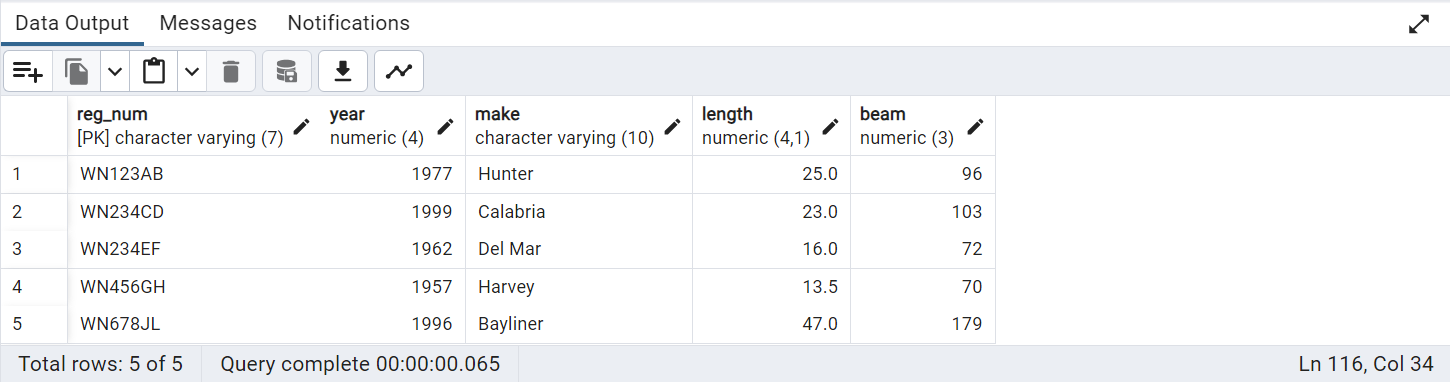 Data Output Messages Notifications
reg_num year make length beam
[PK] character varying (7) numeric (4) character varying (10) numeric (4,1) numeric (3)
1 WN123AB 1977 Hunter 25.0 96
2 WN234CD 1999 Calabria 23.0 103
3 WN234EF 1962 Del Mar 16.0 72
4 WN456GH 1957 Harvey 13.5 70
5 WN678JL 1996 Bayliner 47.0 179
Total rows: 5 of 5 Query complete 00:00:00.065 Ln 116, Col 34